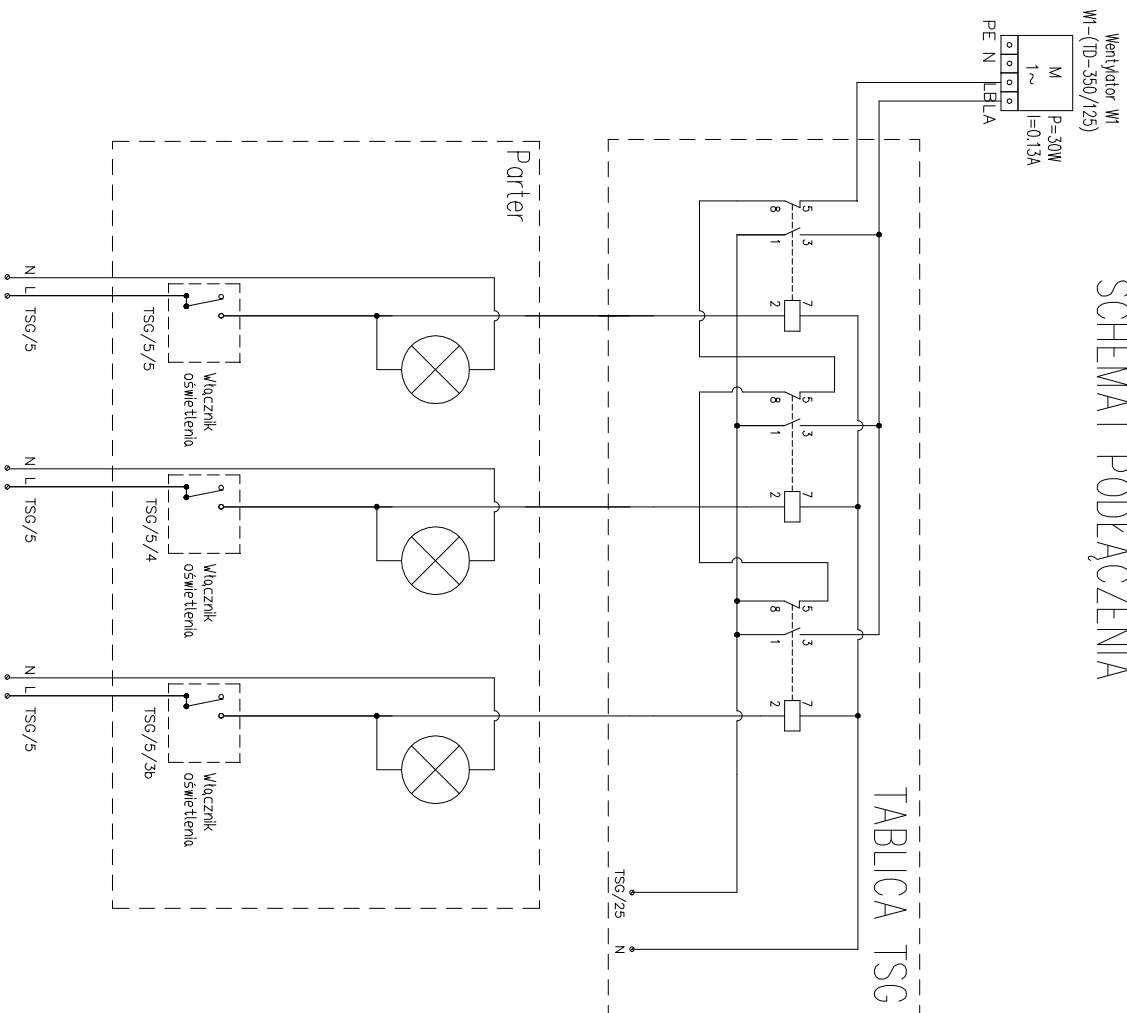 SCHEMAT PODŁĄCZENIA
Wentylator W1
W1-(TD-350/125)
P=30W
I=0.13A
M
1~
PE N LB LA
TABLICA TSG
5
8
3
1
7
2
5
8
3
1
7
2
5
8
3
1
7
2
TSG/25
N
Parter
TSG/5/5
Włącznik
oświetlenia
N L TSG/5
TSG/5/4
Włącznik
oświetlenia
N L TSG/5
TSG/5/3b
Włącznik
oświetlenia
N L TSG/5